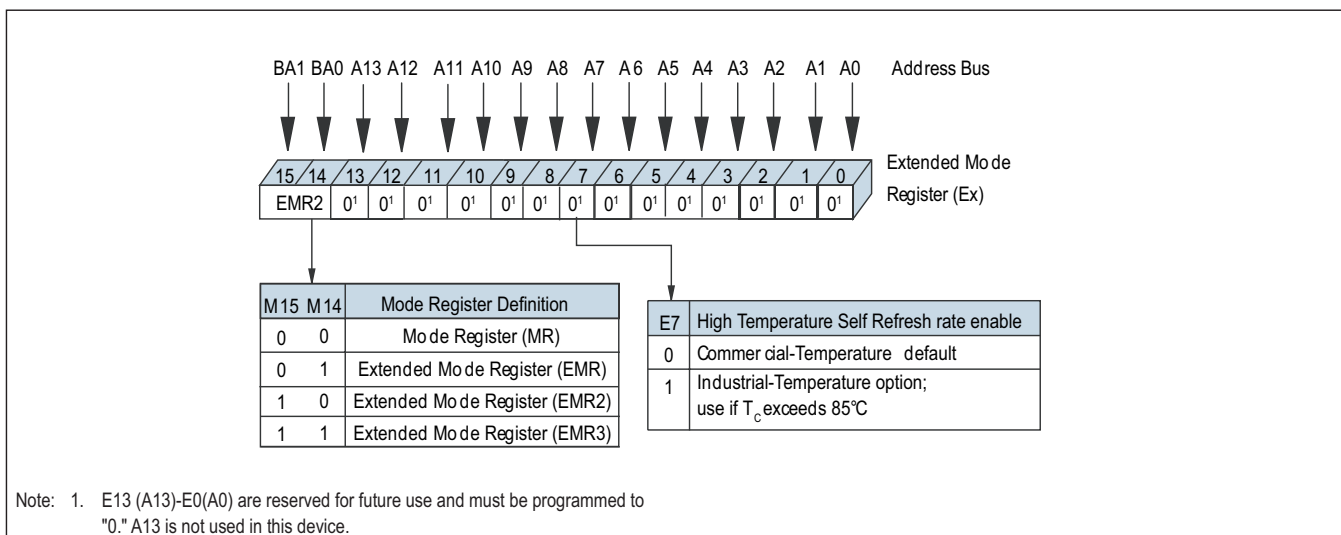 BA1 BA0 A13 A12 A11 A10 A9 A8 A7 A6 A5 A4 A3 A2 A1 A0 Address Bus
15 14 13 12 11 10 9 8 7 6 5 4 3 2 1 0
Extended Mode
Register (Ex)
EMR2 0¹ 0¹ 0¹ 0¹ 0¹ 0¹ 0¹ 0¹ 0¹ 0¹ 0¹ 0¹ 0¹ 0¹
M15 M14 Mode Register Definition
0 0 Mode Register (MR)
0 1 Extended Mode Register (EMR)
1 0 Extended Mode Register (EMR2)
1 1 Extended Mode Register (EMR3)
E7 High Temperature Self Refresh rate enable
0 Commercial-Temperature default
1 Industrial-Temperature option;
use if TC exceeds 85°C
Note: 1. E13 (A13)-E0(A0) are reserved for future use and must be programmed to
"0." A13 is not used in this device.